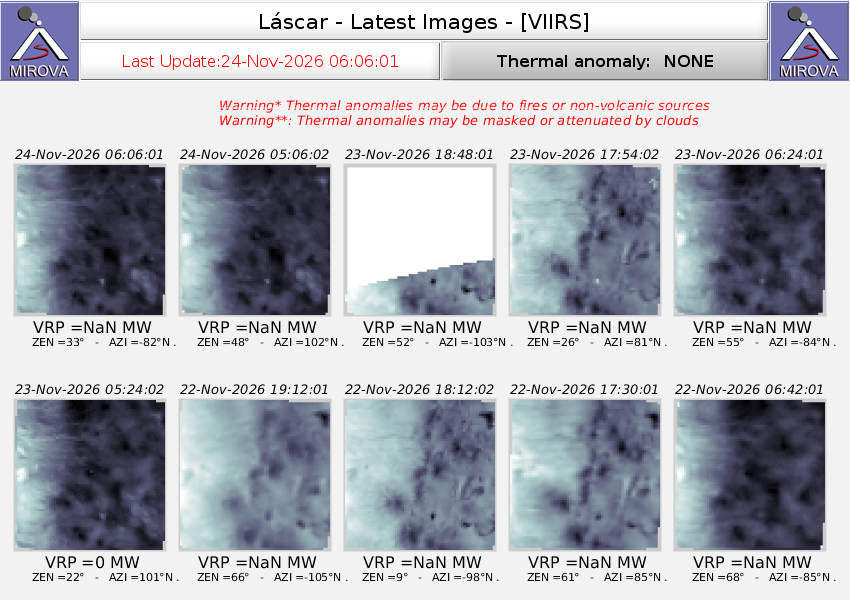 Láscar - Latest Images - [VIIRS]
MIROVA
Last Update:24-Nov-2026 06:06:01
Thermal anomaly: NONE
MIROVA
Warning* Thermal anomalies may be due to fires or non-volcanic sources
Warning**: Thermal anomalies may be masked or attenuated by clouds
24-Nov-2026 06:06:01 24-Nov-2026 05:06:02 23-Nov-2026 18:48:01 23-Nov-2026 17:54:02 23-Nov-2026 06:24:01
VRP =NaN MW VRP =NaN MW VRP =NaN MW VRP =NaN MW VRP =NaN MW
ZEN =33° - AZI =-82°N . ZEN =48° - AZI =102°N . ZEN =52° - AZI =-103°N . ZEN =26° - AZI =81°N . ZEN =55° - AZI =-84°N .
23-Nov-2026 05:24:02 22-Nov-2026 19:12:01 22-Nov-2026 18:12:02 22-Nov-2026 17:30:01 22-Nov-2026 06:42:01
VRP =0 MW VRP =NaN MW VRP =NaN MW VRP =NaN MW VRP =NaN MW
ZEN =22° - AZI =101°N . ZEN =66° - AZI =-105°N . ZEN =9° - AZI =-98°N . ZEN =61° - AZI =85°N . ZEN =68° - AZI =-85°N .